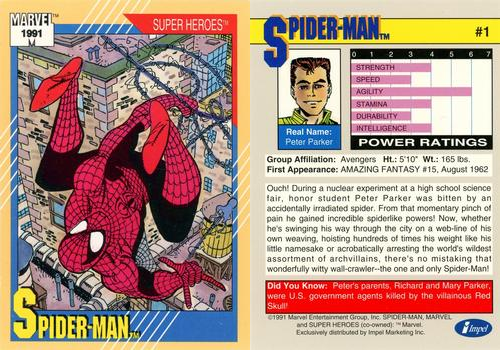 MARVEL
1991
SUPER HEROES™
SPIDER-MAN™
SPIDER-MAN™
#1
0 1 2 3 4 5 6 7
STRENGTH
SPEED
AGILITY
STAMINA
DURABILITY
INTELLIGENCE
POWER RATINGS
Real Name:
Peter Parker
Group Affiliation: Avengers Ht.: 5'10" Wt.: 165 lbs.
First Appearance: AMAZING FANTASY #15, August 1962
Ouch! During a nuclear experiment at a high school science
fair, honor student Peter Parker was bitten by an
accidentally irradiated spider. From that momentary pinch of
pain he gained incredible spiderlike powers! Now, whether
he's swinging his way through the city on a web-line of his
own weaving, hoisting hundreds of times his weight like his
little namesake or acrobatically arresting the world's wildest
assortment of archvillains, there's no mistaking that
wonderfully witty wall-crawler--the one and only Spider-Man!
Did You Know: Peter's parents, Richard and Mary Parker,
were U.S. government agents killed by the villainous Red
Skull!
©1991 Marvel Entertainment Group, Inc. SPIDER-MAN, MARVEL
and SUPER HEROES (co-owned): ™ Marvel.
Exclusively distributed by Impel Marketing Inc.
Impel